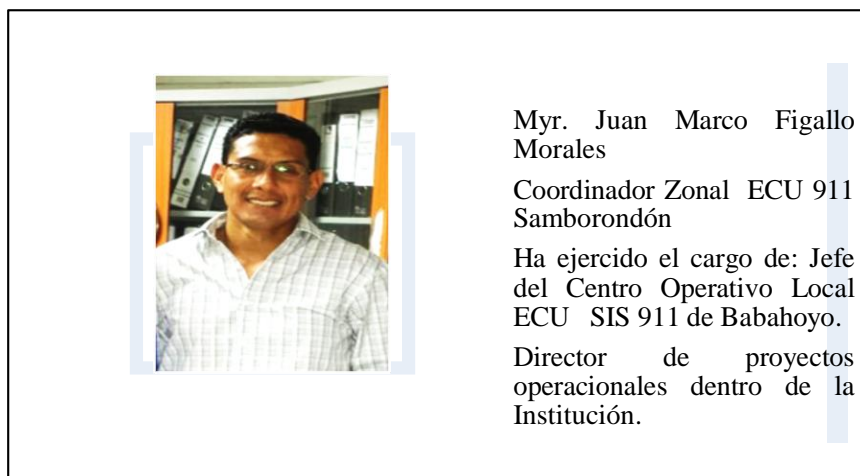 Myr. Juan Marco Figallo
Morales
Coordinador Zonal ECU 911
Samborondón
Ha ejercido el cargo de: Jefe
del Centro Operativo Local
ECU SIS 911 de Babahoyo.
Director de proyectos
operacionales dentro de la
Institución.